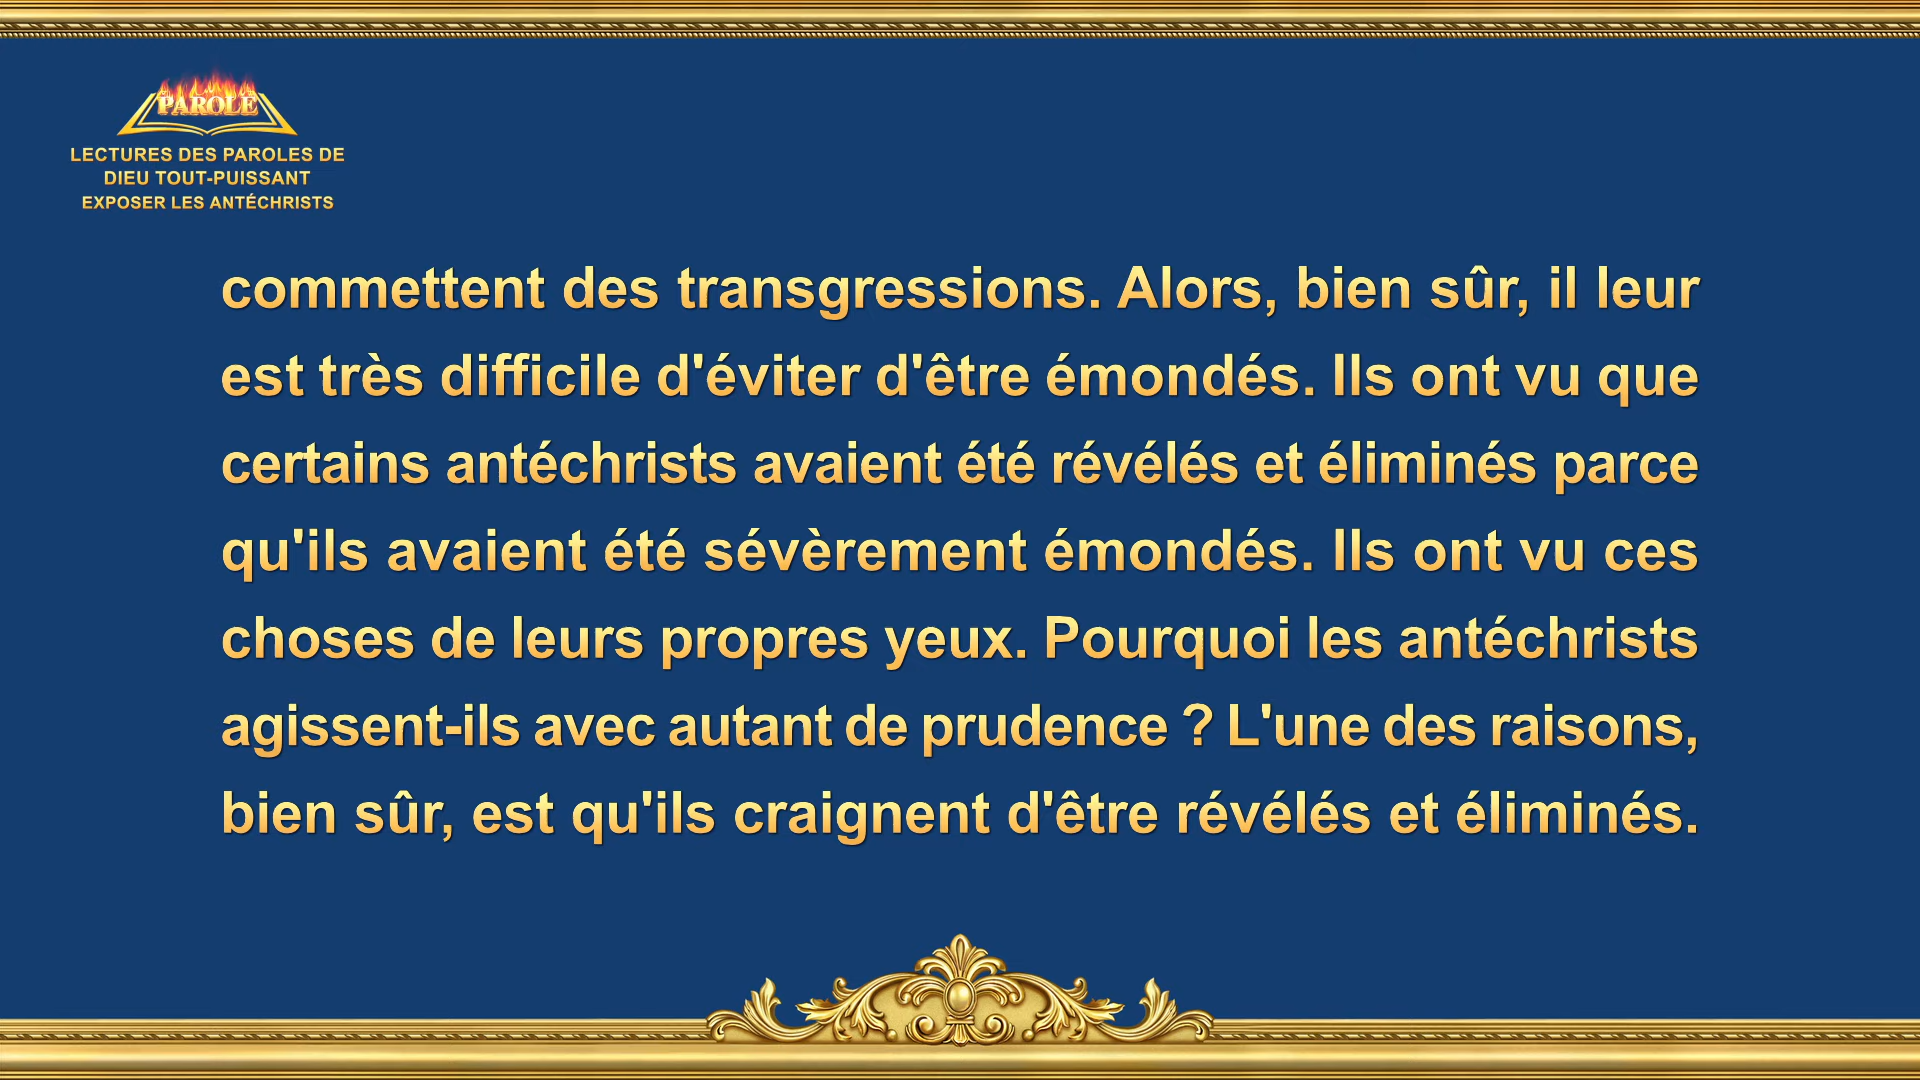 PAROLE
LECTURES DES PAROLES DE
DIEU TOUT-PUISSANT
EXPOSER LES ANTÉCHRISTS
commettent des transgressions. Alors, bien sûr, il leur
est très difficile d'éviter d'être émondés. Ils ont vu que
certains antéchrists avaient été révélés et éliminés parce
qu'ils avaient été sévèrement émondés. Ils ont vu ces
choses de leurs propres yeux. Pourquoi les antéchrists
agissent-ils avec autant de prudence ? L'une des raisons,
bien sûr, est qu'ils craignent d'être révélés et éliminés.